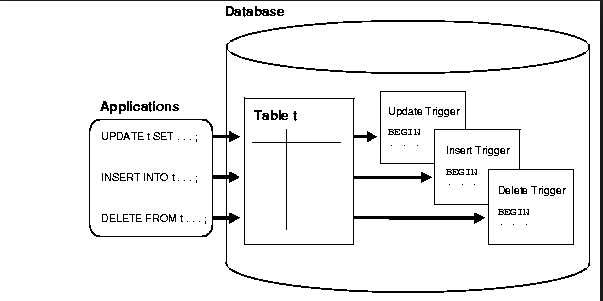 Database
Applications
UPDATE t SET . . . ;
INSERT INTO t . . . ;
DELETE FROM t . . . ;
Table t
Update Trigger
BEGIN
. . .
Insert Trigger
BEGIN
. . .
Delete Trigger
BEGIN
. . .